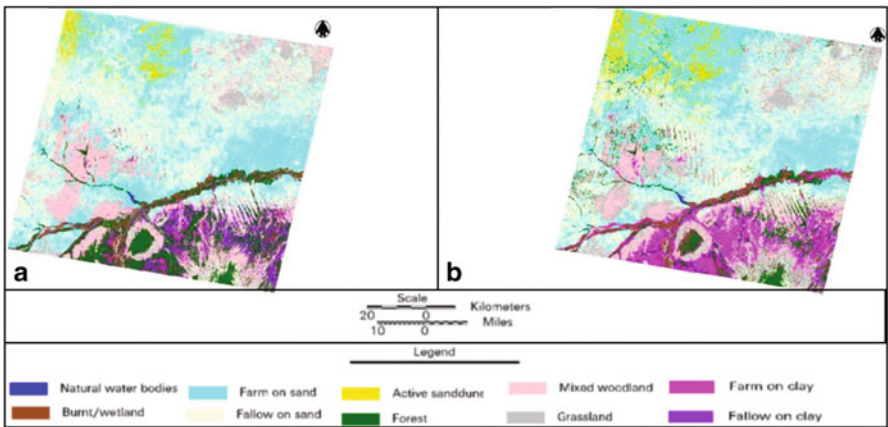 a
b
Scale
20 0 Kilometers
10 0 Miles
Legend
Natural water bodies
Farm on sand
Active sanddune
Mixed woodland
Farm on clay
Burnt/wetland
Fallow on sand
Forest
Grassland
Fallow on clay